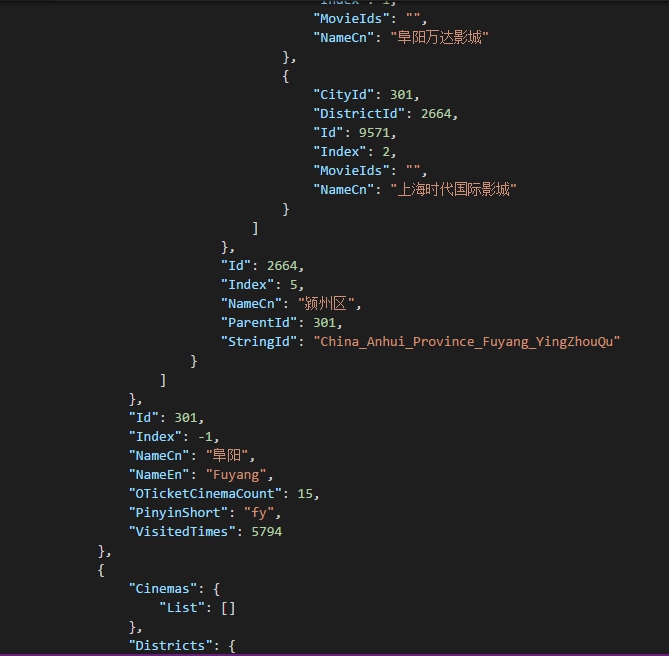 "Index": 1,
"MovieIds": "",
"NameCn": "阜阳万达影城"
},
{
"CityId": 301,
"DistrictId": 2664,
"Id": 9571,
"Index": 2,
"MovieIds": "",
"NameCn": "上海时代国际影城"
}
]
},
"Id": 2664,
"Index": 5,
"NameCn": "颍州区",
"ParentId": 301,
"StringId": "China_Anhui_Province_Fuyang_YingZhouQu"
}
]
},
"Id": 301,
"Index": -1,
"NameCn": "阜阳",
"NameEn": "Fuyang",
"OTicketCinemaCount": 15,
"PinyinShort": "fy",
"VisitedTimes": 5794
},
{
"Cinemas": {
"List": []
},
"Districts": {